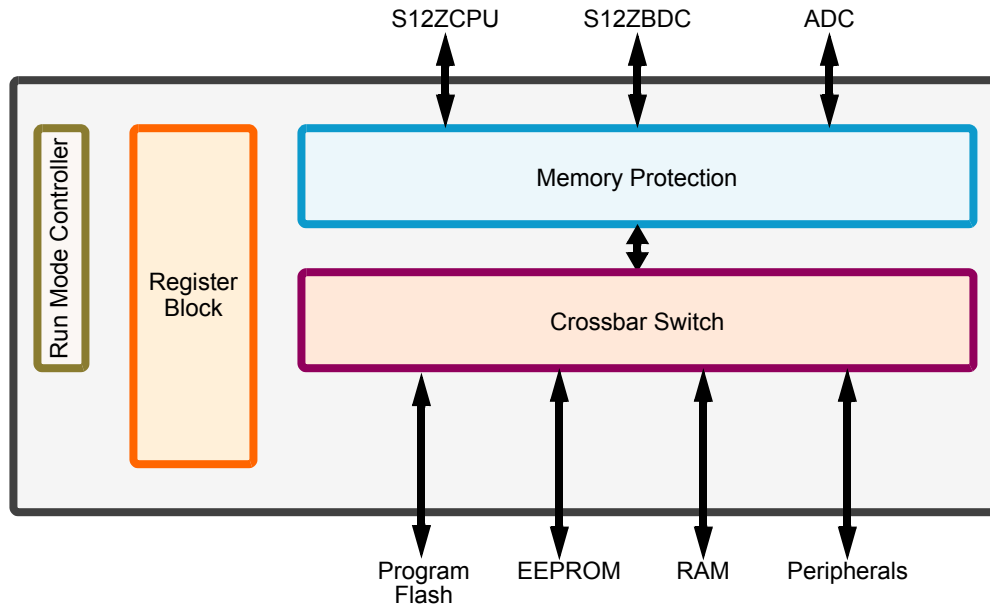 S12ZCPU
S12ZBDC
ADC
Run Mode Controller
Register
Block
Memory Protection
Crossbar Switch
Program
Flash
EEPROM
RAM
Peripherals